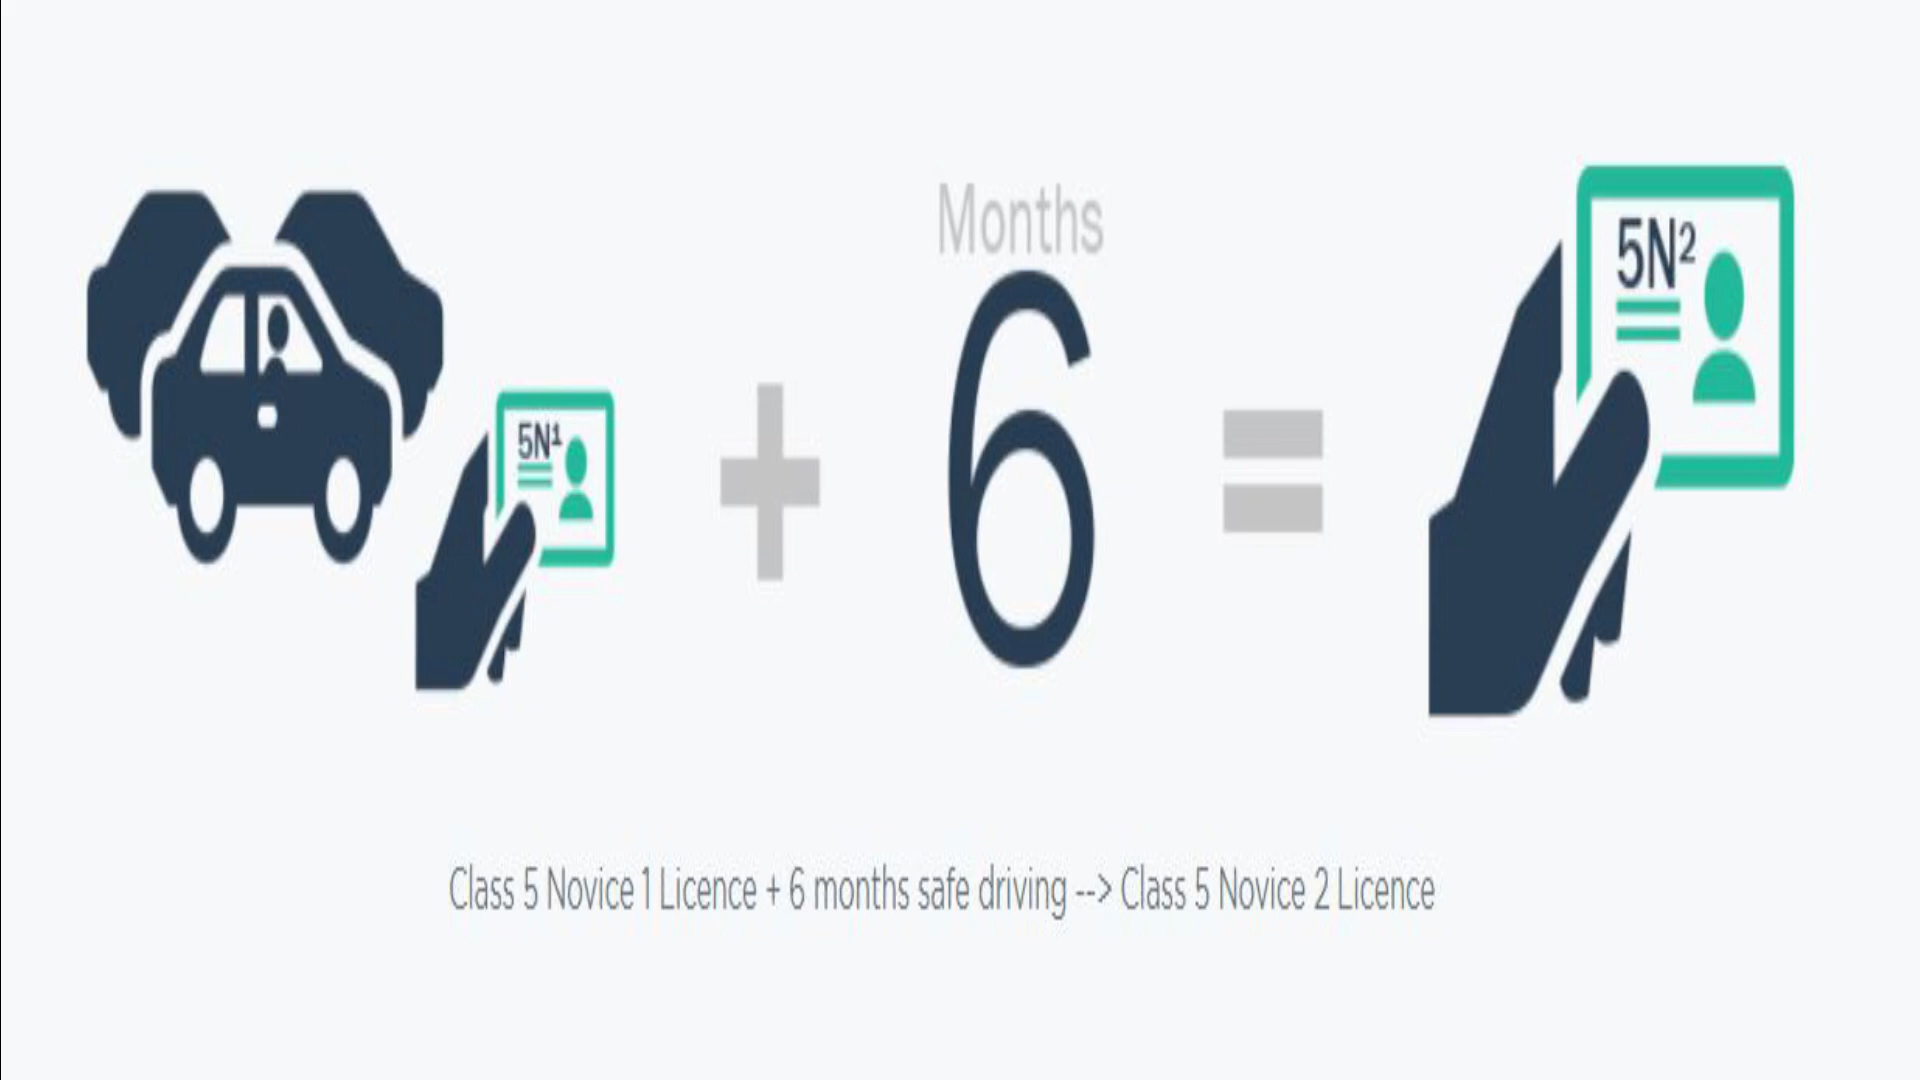 Months
6
5N¹
5N²
Class 5 Novice 1 Licence + 6 months safe driving --> Class 5 Novice 2 Licence